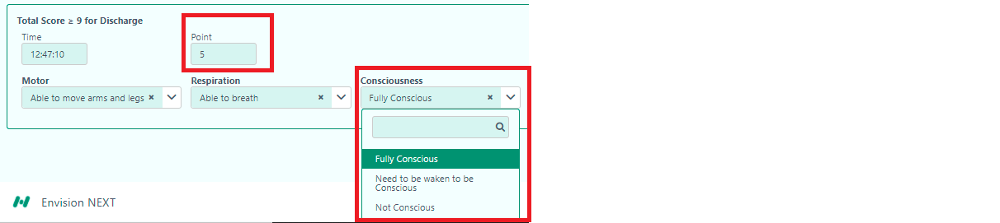 Total Score ≥ 9 for Discharge
Time
Point
12:47:10
5
Motor
Respiration
Consciousness
Able to move arms and legs ×
Able to breath ×
Fully Conscious ×
Fully Conscious
Need to be waken to be
Conscious
Not Conscious
Envision NEXT